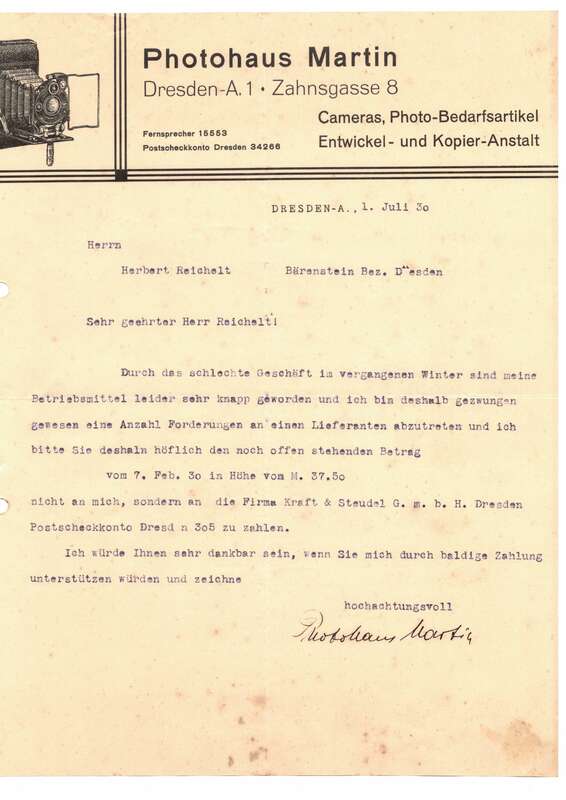 Photohaus Martin
Dresden-A.1 • Zahnsgasse 8
Cameras, Photo-Bedarfsartikel
Fernsprecher 15553
Entwickel- und Kopier-Anstalt
Postscheckkonto Dresden 34266
DRESDEN-A., 1. Juli 30
Herrn
Herbert Reichelt Bärenstein Bez. D¨esden
Sehr geehrter Herr Reichelt!
Durch das schlechte Geschäft im vergangenen Winter sind meine
Betriebsmittel leider sehr knapp geworden und ich bin deshalb gezwungen
gewesen eine Anzahl Forderungen an einen Lieferanten abzutreten und ich
bitte Sie deshaln höflich den noch offen stehenden Betrag
vom 7. Feb. 30 in Höhe vom M. 37.50
nicht an mich, sondern an die Firma Kraft & Steudel G. m. b. H. Dresden
Postscheckkonto Dresd n 305 zu zahlen.
Ich würde Ihnen sehr dankbar sein, wenn Sie mich durch baldige Zahlung
unterstützen würden und zeichne
hochachtungsvoll
Photohaus Martin